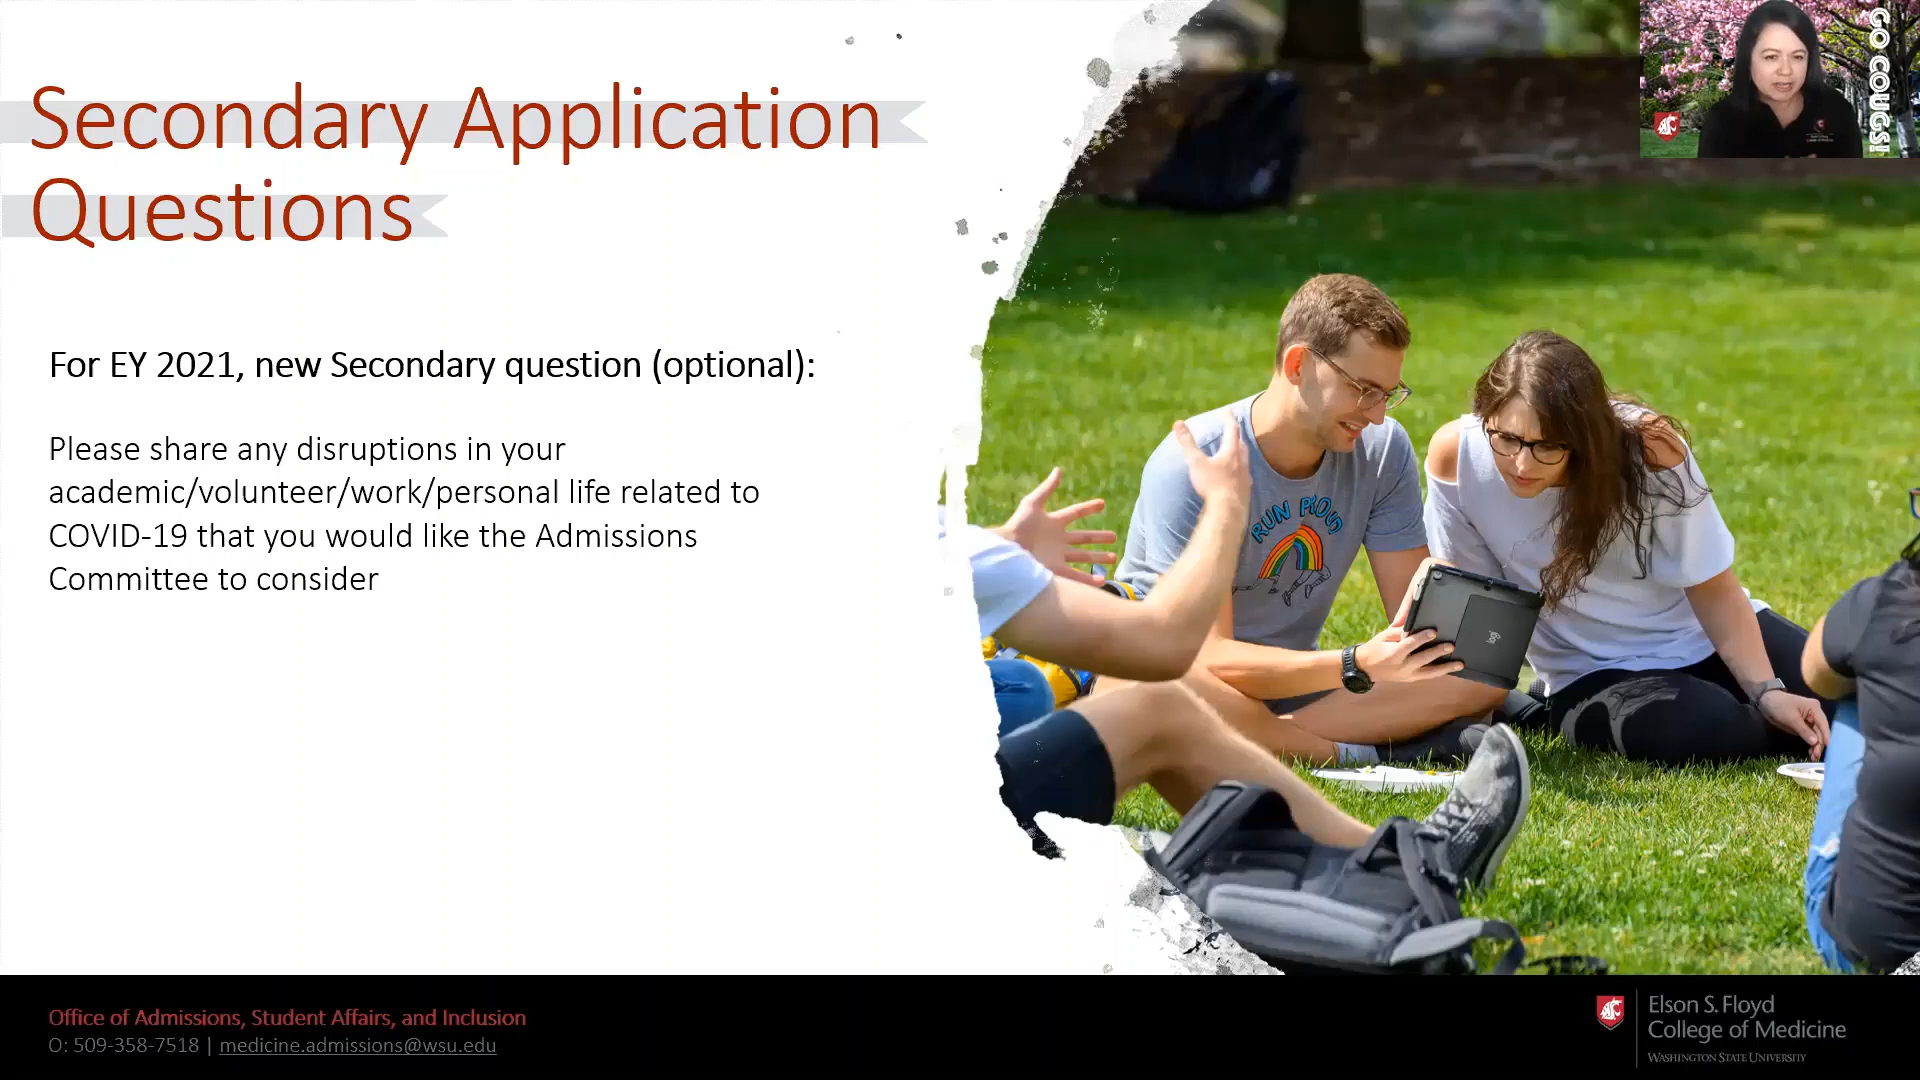 Secondary Application
Questions
For EY 2021, new Secondary question (optional):
Please share any disruptions in your
academic/volunteer/work/personal life related to
COVID-19 that you would like the Admissions
Committee to consider
GO COUGS!
RUN PROUD
logi
Office of Admissions, Student Affairs, and Inclusion
O: 509-358-7518 | medicine.admissions@wsu.edu
Elson S. Floyd
College of Medicine
WASHINGTON STATE UNIVERSITY